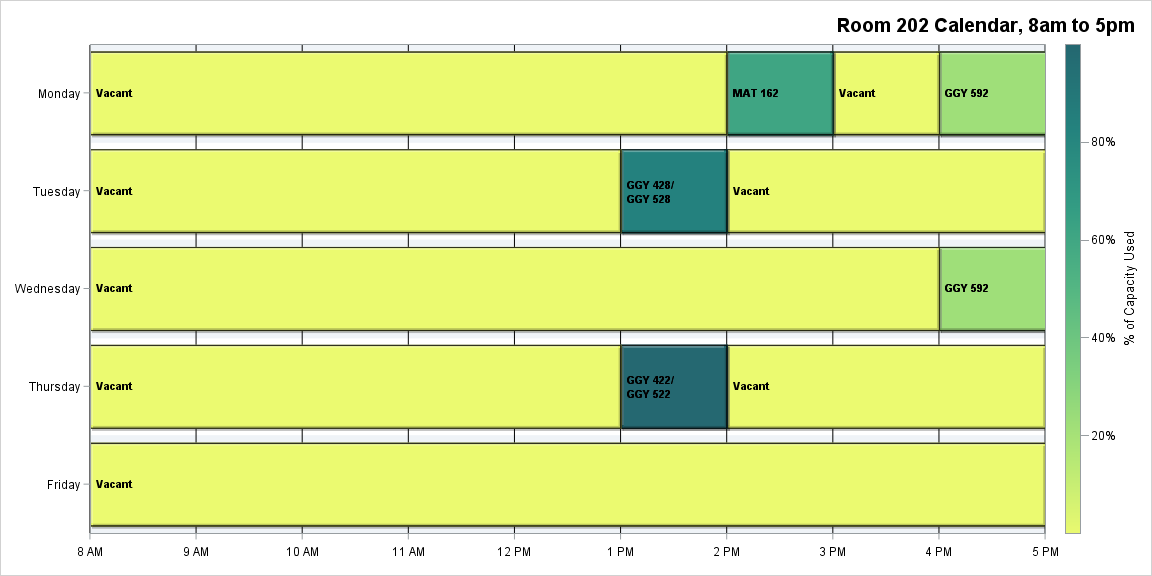 Room 202 Calendar, 8am to 5pm
Monday
Vacant
MAT 162
Vacant
GGY 592
Tuesday
Vacant
GGY 428/
GGY 528
Vacant
Wednesday
Vacant
GGY 592
Thursday
Vacant
GGY 422/
GGY 522
Vacant
Friday
Vacant
8 AM
9 AM
10 AM
11 AM
12 PM
1 PM
2 PM
3 PM
4 PM
5 PM
80%
60%
40%
20%
% of Capacity Used